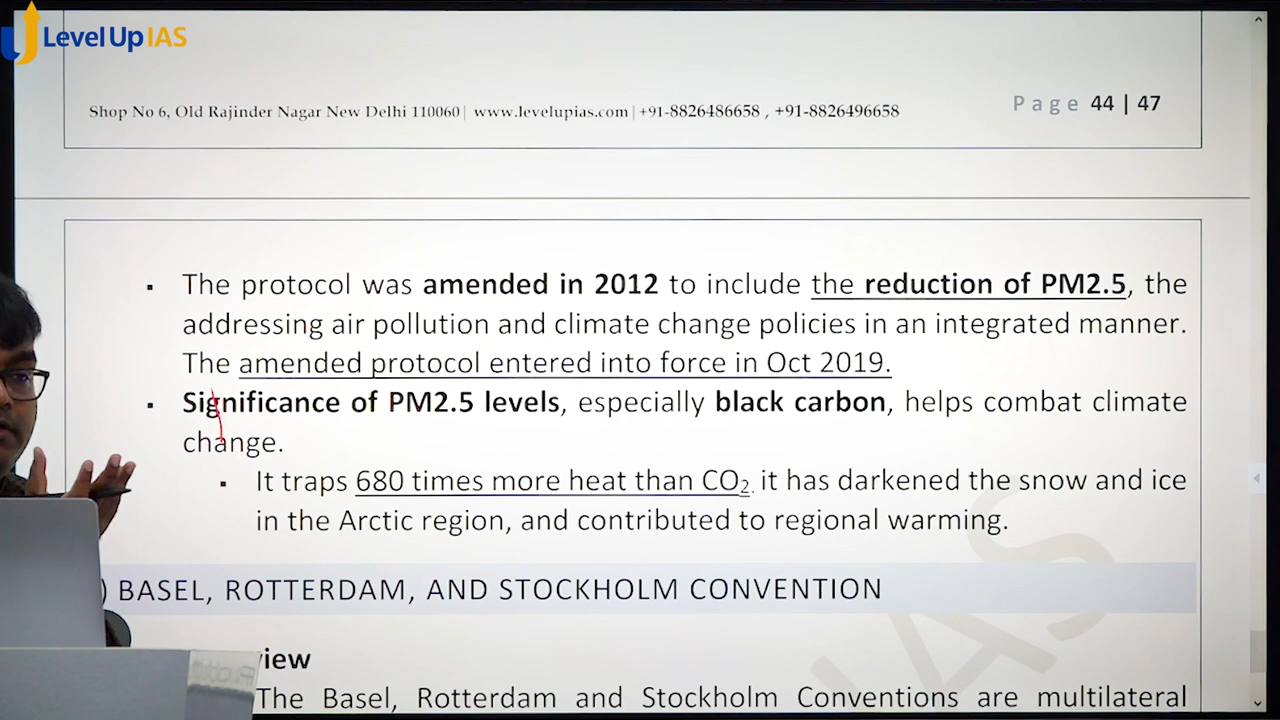 Level Up IAS
Shop No 6, Old Rajinder Nagar New Delhi 110060 | www.levelupias.com | +91-8826486658 , +91-8826496658
Page 44 | 47
▪ The protocol was amended in 2012 to include the reduction of PM2.5, the
addressing air pollution and climate change policies in an integrated manner.
The amended protocol entered into force in Oct 2019.
▪ Significance of PM2.5 levels, especially black carbon, helps combat climate
change.
▪ It traps 680 times more heat than CO2. it has darkened the snow and ice
in the Arctic region, and contributed to regional warming.
) BASEL, ROTTERDAM, AND STOCKHOLM CONVENTION
view
The Basel, Rotterdam and Stockholm Conventions are multilateral
IAS